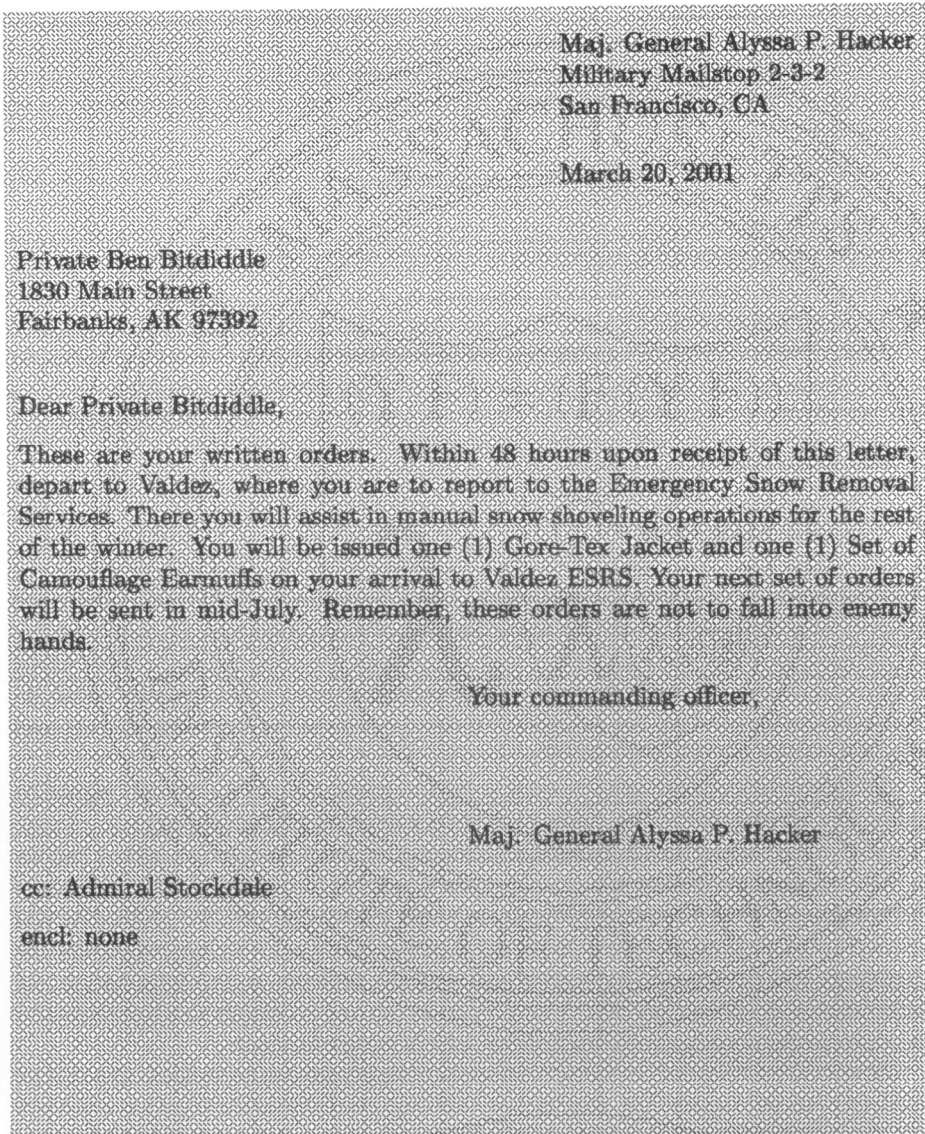 Maj. General Alyssa P. Hacker
Military Mailstop 2-3-2
San Francisco, CA
March 20, 2001
Private Ben Bitdiddle
1830 Main Street
Fairbanks, AK 97392
Dear Private Bitdiddle,
These are your written orders. Within 48 hours upon receipt of this letter,
depart to Valdez, where you are to report to the Emergency Snow Removal
Services. There you will assist in manual snow shoveling operations for the rest
of the winter. You will be issued one (1) Gore-Tex Jacket and one (1) Set of
Camouflage Earmuffs on your arrival to Valdez ESRS. Your next set of orders
will be sent in mid-July. Remember, these orders are not to fall into enemy
hands.
Your commanding officer,
Maj. General Alyssa P. Hacker
cc: Admiral Stockdale
encl: none